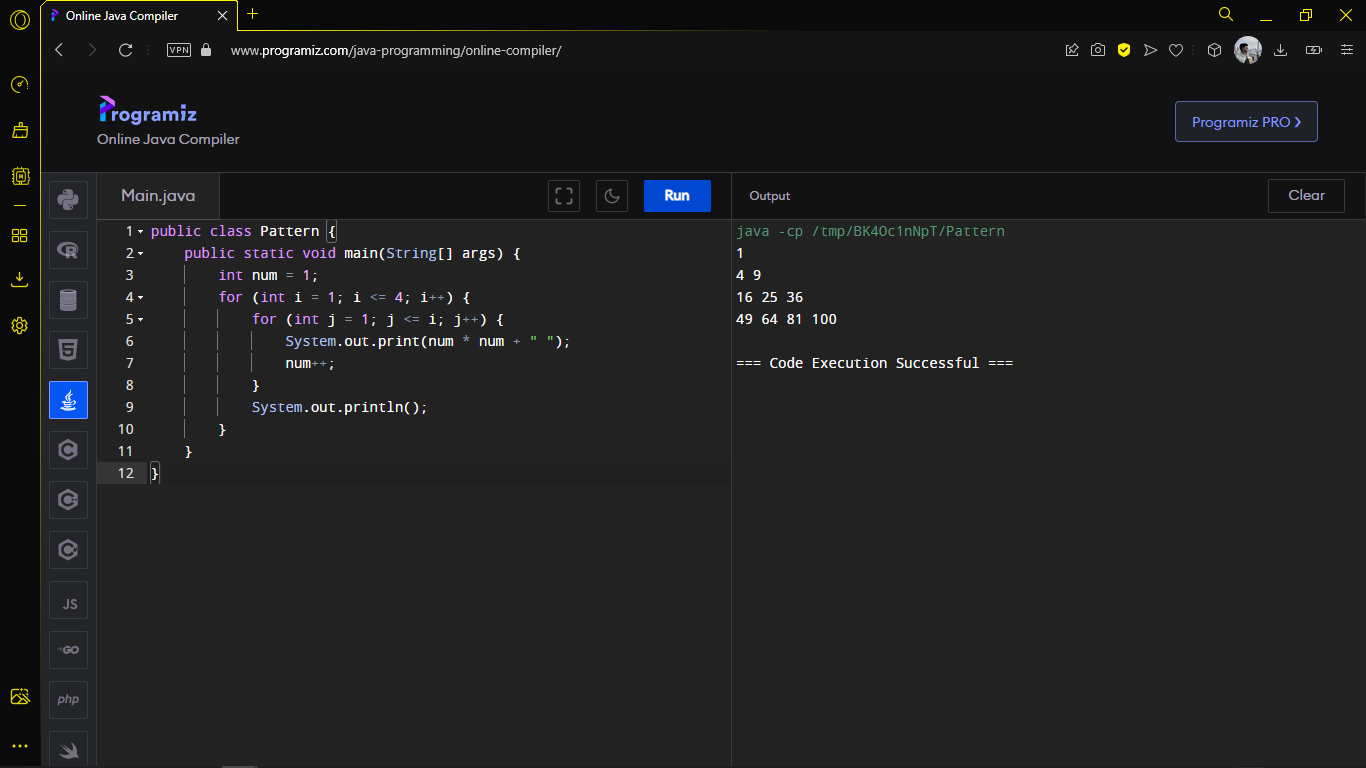 Online Java Compiler
VPN
www.programiz.com/java-programming/online-compiler/
Programiz
Online Java Compiler
Programiz PRO ❯
Main.java
Run
Output
Clear
1 public class Pattern {
2     public static void main(String[] args) {
3         int num = 1;
4         for (int i = 1; i <= 4; i++) {
5             for (int j = 1; j <= i; j++) {
6                 System.out.print(num * num + " ");
7                 num++;
8             }
9             System.out.println();
10         }
11     }
12 }
java -cp /tmp/BK4Oc1nNpT/Pattern
1
4 9
16 25 36
49 64 81 100
=== Code Execution Successful ===
R
5
C
C
C
JS
GO
php